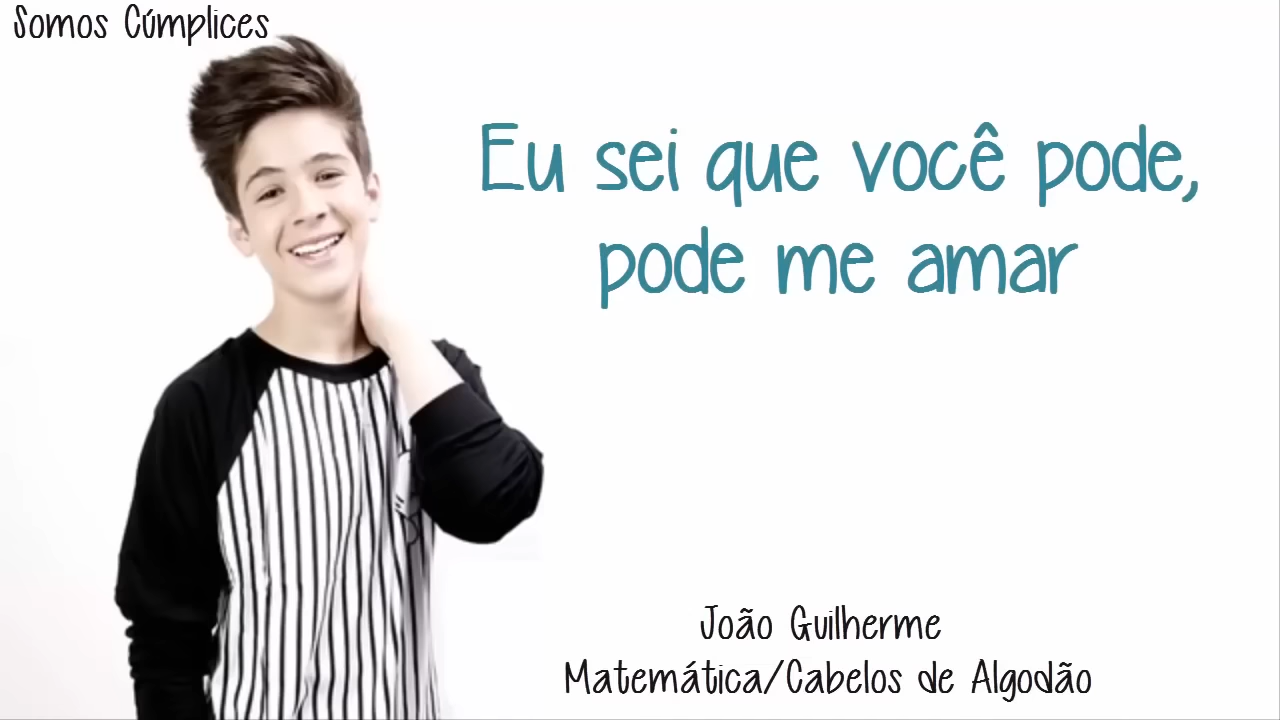 Somos Cúmplices
Eu sei que você pode,
pode me amar
João Guilherme
Matemática/Cabelos de Algodão